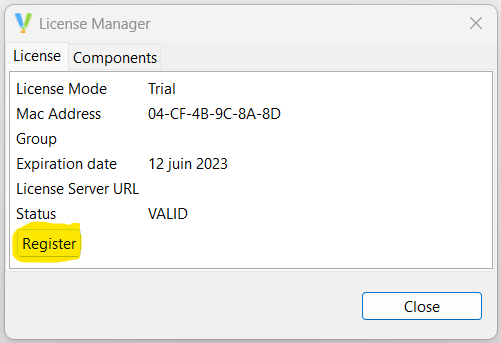 License Manager
License Components
License Mode Trial
Mac Address 04-CF-4B-9C-8A-8D
Group
Expiration date 12 juin 2023
License Server URL
Status VALID
Register
Close